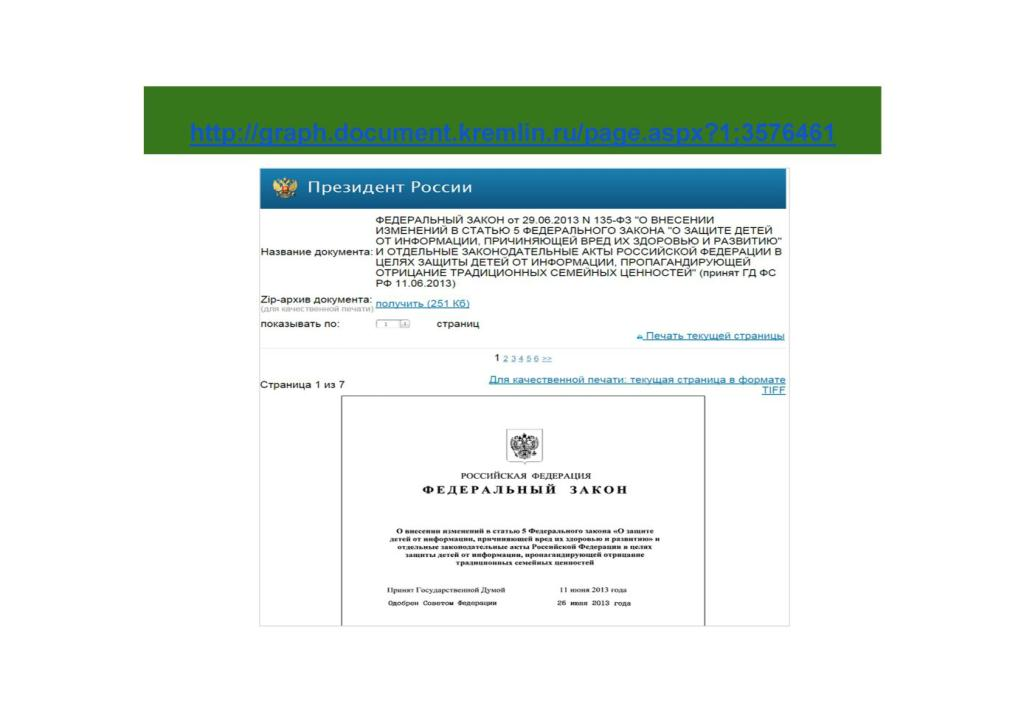 http://graph.document.kremlin.ru/page.aspx?1;3576461
Президент России
Название документа:
ФЕДЕРАЛЬНЫЙ ЗАКОН от 29.06.2013 N 135-ФЗ "О ВНЕСЕНИИ
ИЗМЕНЕНИЙ В СТАТЬЮ 5 ФЕДЕРАЛЬНОГО ЗАКОНА "О ЗАЩИТЕ ДЕТЕЙ
ОТ ИНФОРМАЦИИ, ПРИЧИНЯЮЩЕЙ ВРЕД ИХ ЗДОРОВЬЮ И РАЗВИТИЮ"
И ОТДЕЛЬНЫЕ ЗАКОНОДАТЕЛЬНЫЕ АКТЫ РОССИЙСКОЙ ФЕДЕРАЦИИ В
ЦЕЛЯХ ЗАЩИТЫ ДЕТЕЙ ОТ ИНФОРМАЦИИ, ПРОПАГАНДИРУЮЩЕЙ
ОТРИЦАНИЕ ТРАДИЦИОННЫХ СЕМЕЙНЫХ ЦЕННОСТЕЙ" (принят ГД ФС
РФ 11.06.2013)
Zip-архив документа: получить (251 Кб)
(для качественной печати)
показывать по: 1 страниц
Печать текущей страницы
1 2 3 4 5 6 >>
Страница 1 из 7
Для качественной печати: текущая страница в формате
TIFF
РОССИЙСКАЯ ФЕДЕРАЦИЯ
ФЕДЕРАЛЬНЫЙ ЗАКОН
О внесении изменений в статью 5 Федерального закона «О защите
детей от информации, причиняющей вред их здоровью и развитию» и
отдельные законодательные акты Российской Федерации в целях
защиты детей от информации, пропагандирующей отрицание
традиционных семейных ценностей
Принят Государственной Думой 11 июня 2013 года
Одобрен Советом Федерации 26 июня 2013 года